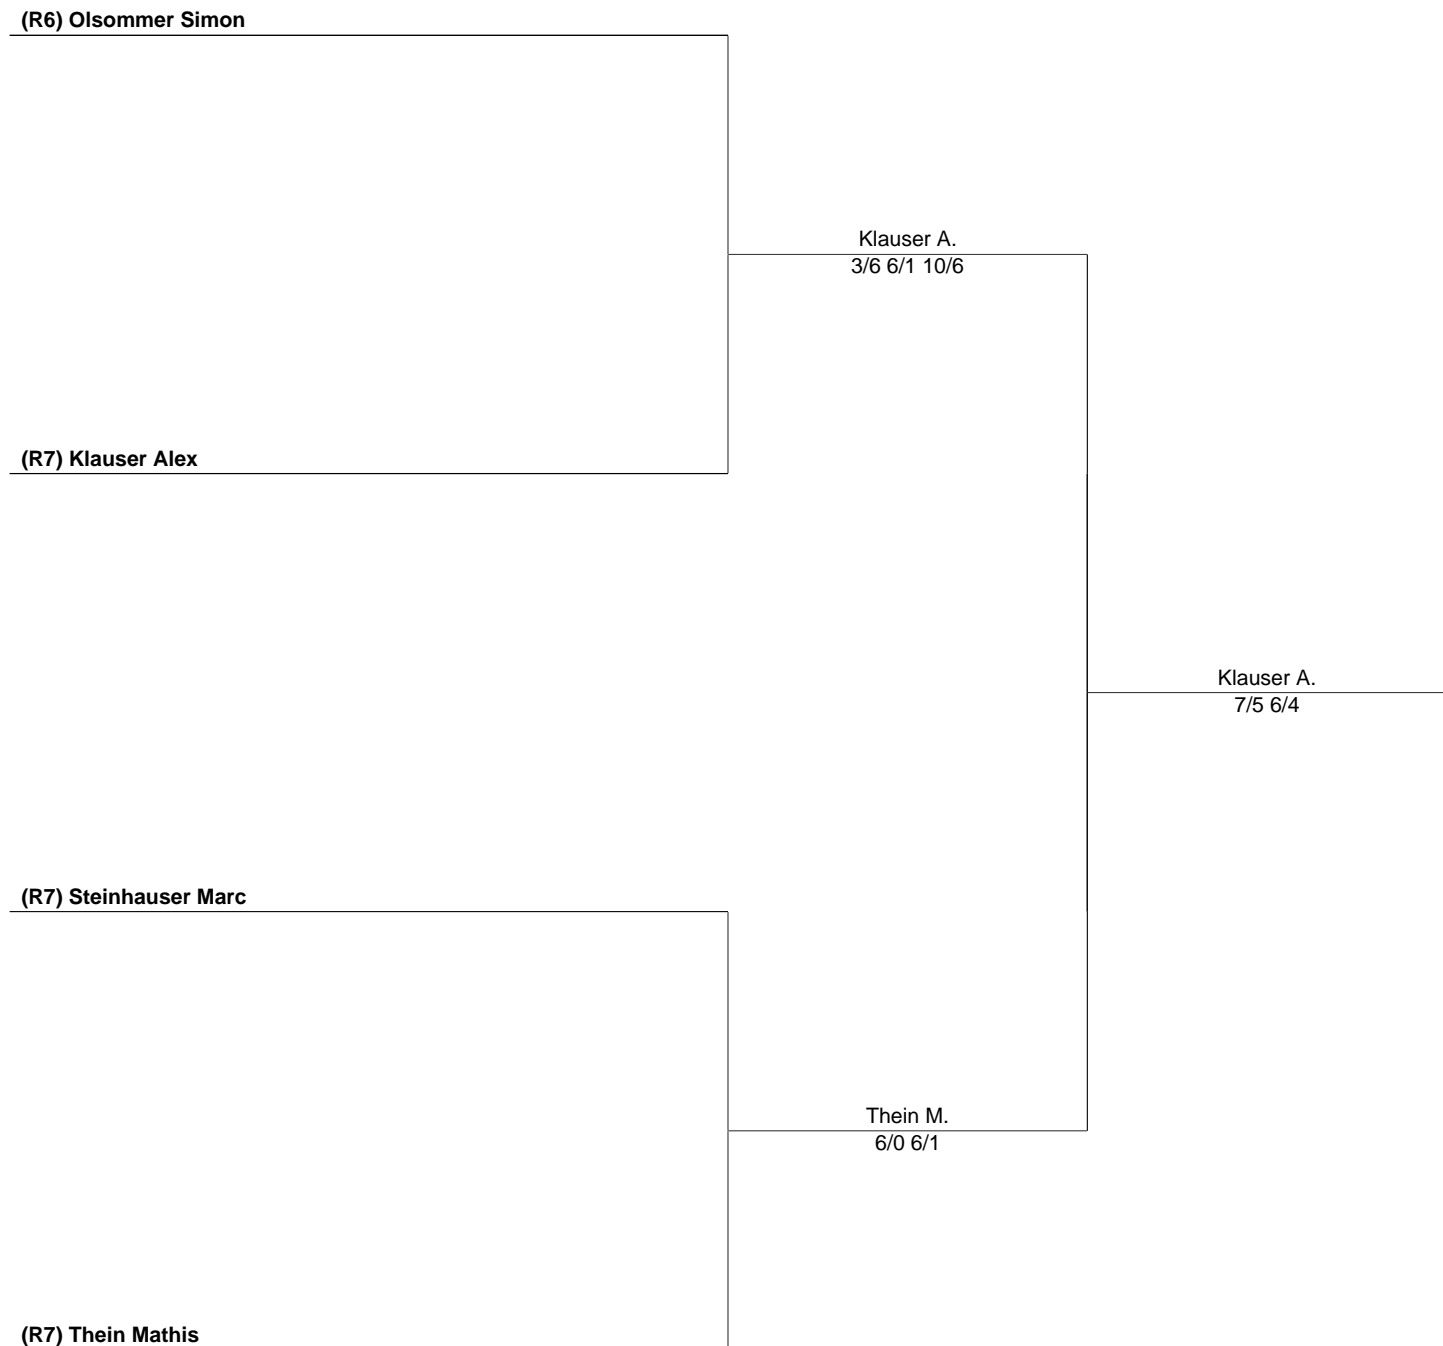 (R6) Olsommer Simon
Klauser A.
3/6 6/1 10/6
(R7) Klauser Alex
Klauser A.
7/5 6/4
(R7) Steinhauser Marc
Thein M.
6/0 6/1
(R7) Thein Mathis